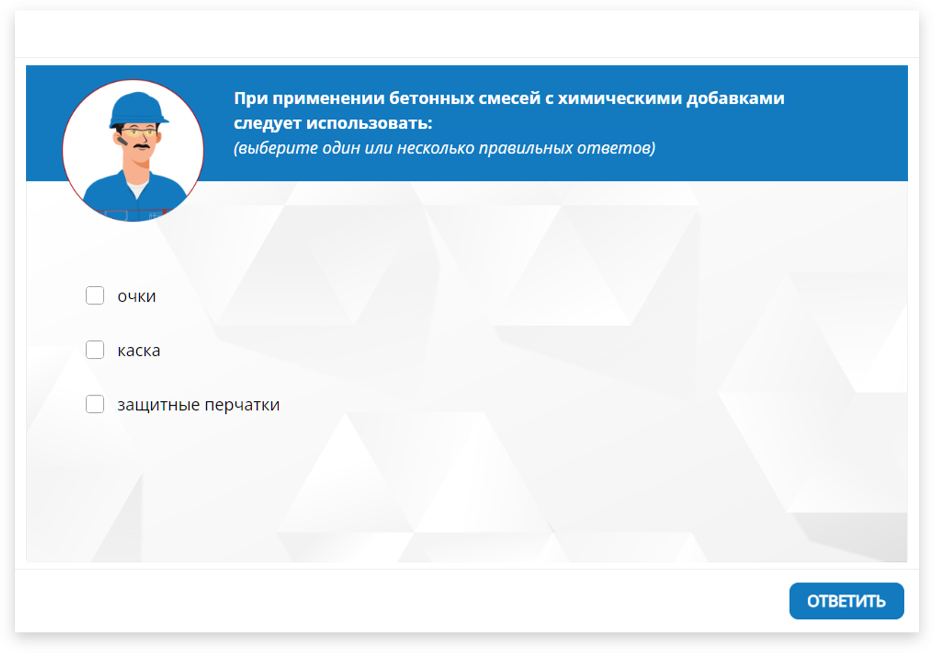 При применении бетонных смесей с химическими добавками
следует использовать:
(выберите один или несколько правильных ответов)
очки
каска
защитные перчатки
ОТВЕТИТЬ